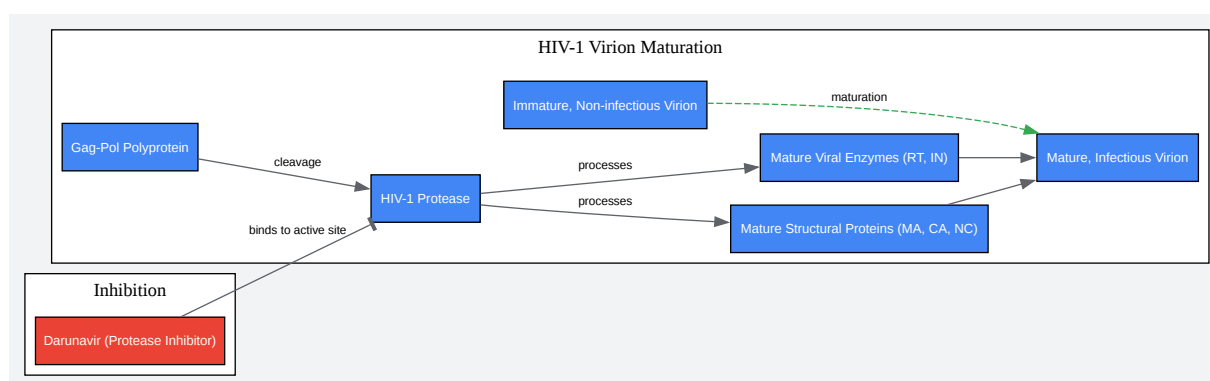 HIV-1 Virion Maturation
Immature, Non-infectious Virion
maturation
Gag-Pol Polyprotein
cleavage
HIV-1 Protease
processes
processes
Mature Viral Enzymes (RT, IN)
Mature, Infectious Virion
Mature Structural Proteins (MA, CA, NC)
binds to active site
Inhibition
Darunavir (Protease Inhibitor)